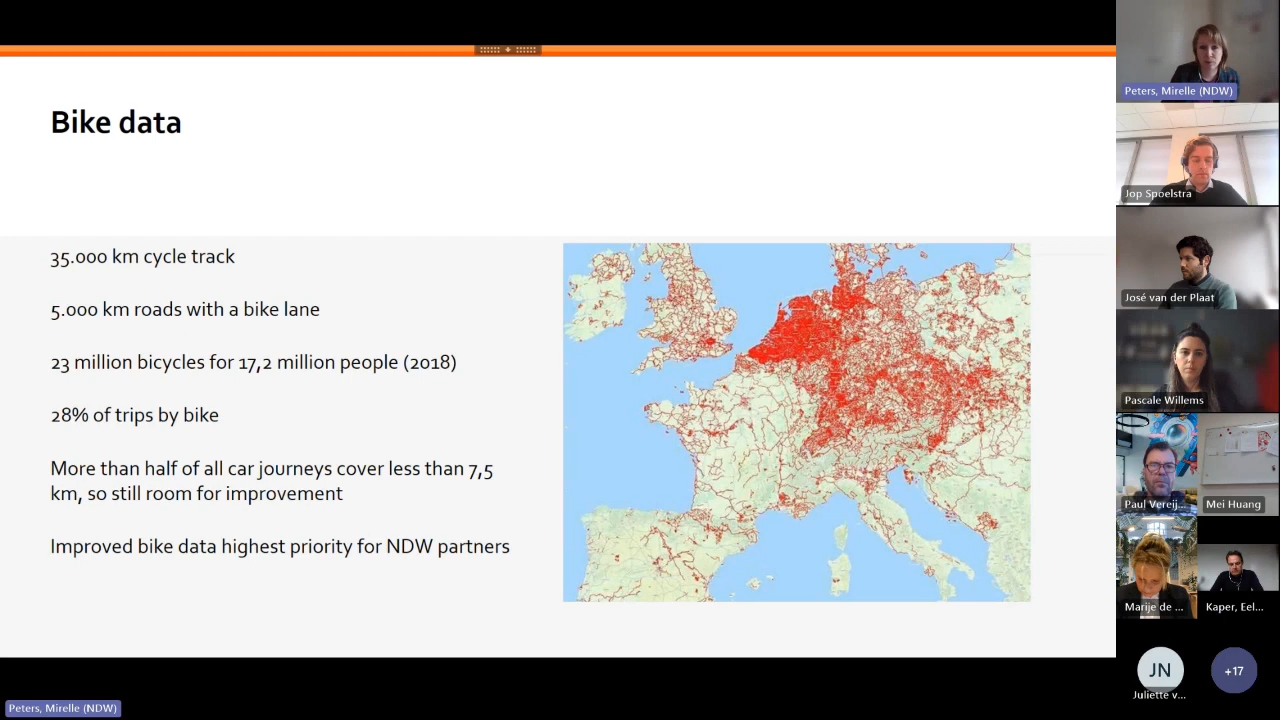 Bike data
35.000 km cycle track
5.000 km roads with a bike lane
23 million bicycles for 17,2 million people (2018)
28% of trips by bike
More than half of all car journeys cover less than 7,5
km, so still room for improvement
Improved bike data highest priority for NDW partners
Peters, Mirelle (NDW)
Peters, Mirelle (NDW)
Jop Spoelstra
José van der Plaat
Pascale Willems
Paul Vereij...
Mei Huang
Marije de ...
Kaper, Eel...
JN
Juliette v...
+17